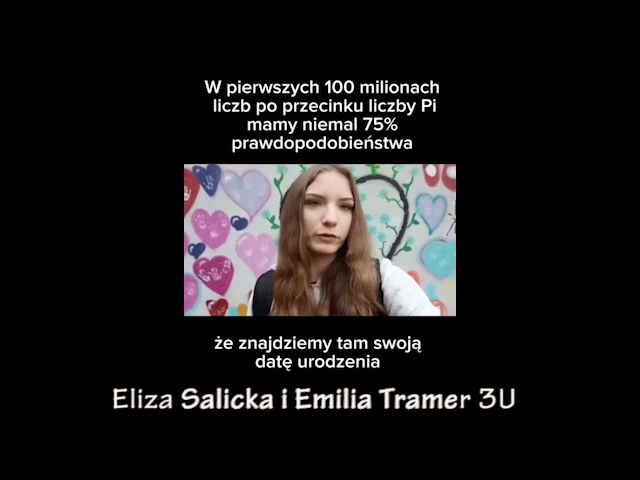 W pierwszych 100 milionach
liczb po przecinku liczby Pi
mamy niemal 75%
prawdopodobieństwa
że znajdziemy tam swoją
datę urodzenia
Eliza Salicka i Emilia Tramer 3U